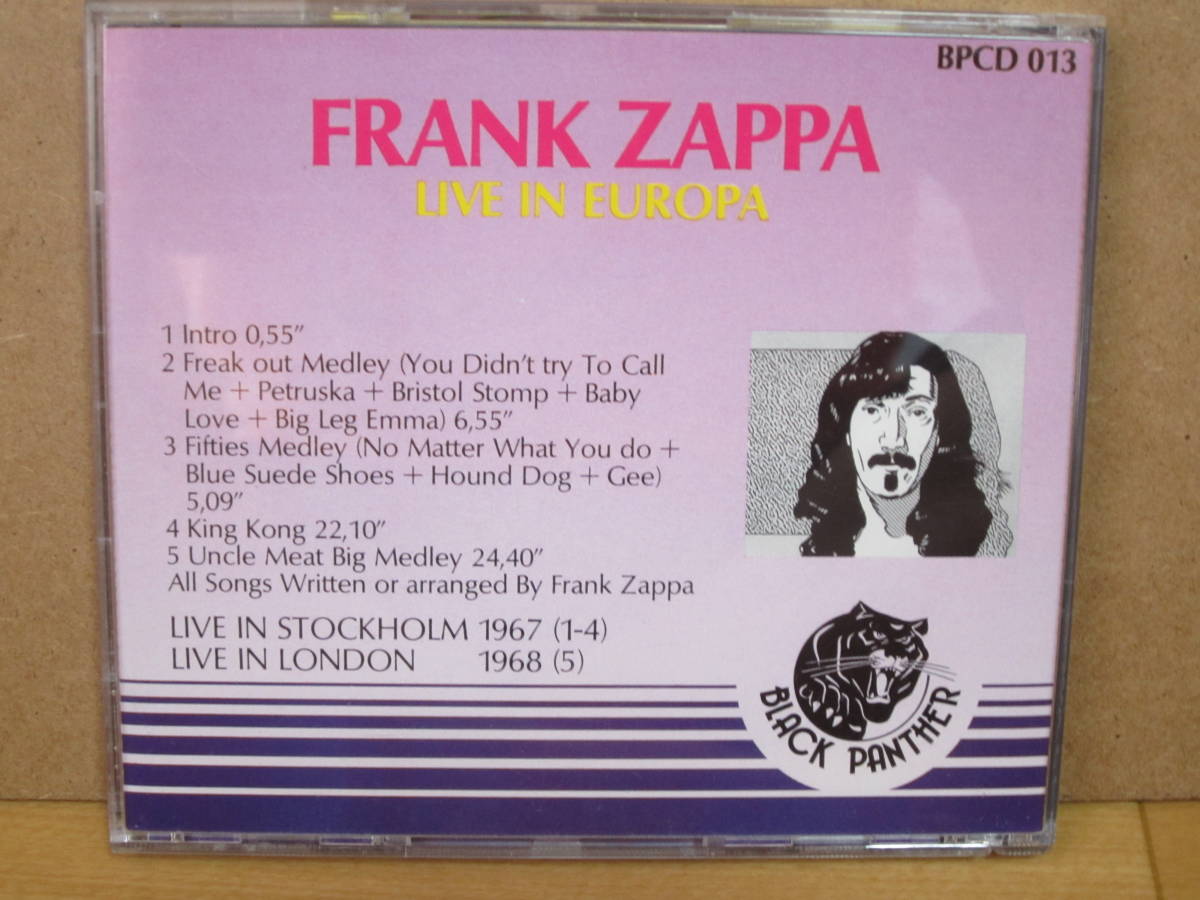 BPCD 013
FRANK ZAPPA
LIVE IN EUROPA
1 Intro 0,55”
2 Freak out Medley (You Didn’t try To Call
Me + Petruska + Bristol Stomp + Baby
Love + Big Leg Emma) 6,55”
3 Fifties Medley (No Matter What You do +
Blue Suede Shoes + Hound Dog + Gee)
5,09”
4 King Kong 22,10”
5 Uncle Meat Big Medley 24,40”
All Songs Written or arranged By Frank Zappa
LIVE IN STOCKHOLM 1967 (1-4)
LIVE IN LONDON 1968 (5)
BLACK PANTHER